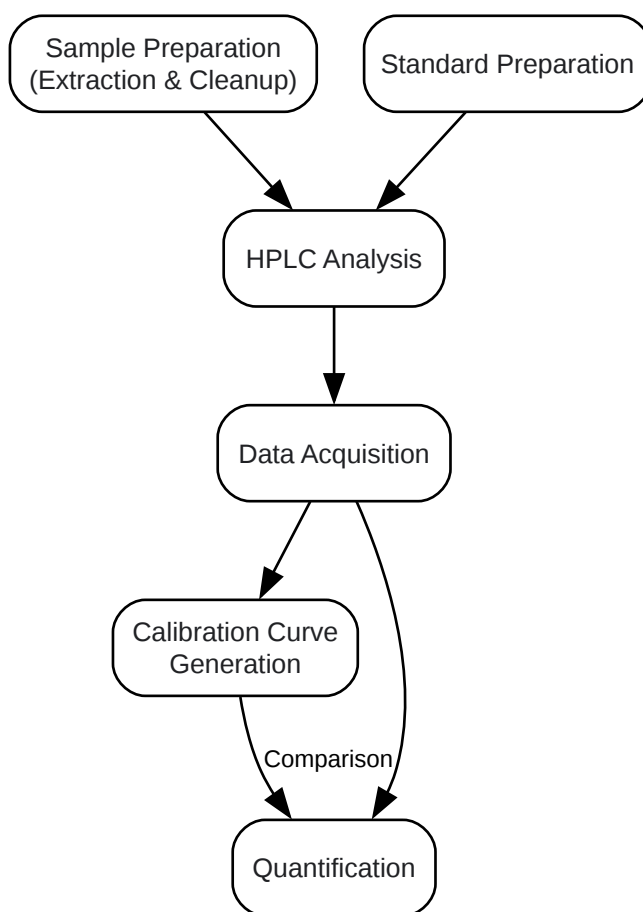 Sample Preparation
(Extraction & Cleanup)
Standard Preparation
HPLC Analysis
Data Acquisition
Calibration Curve
Generation
Comparison
Quantification